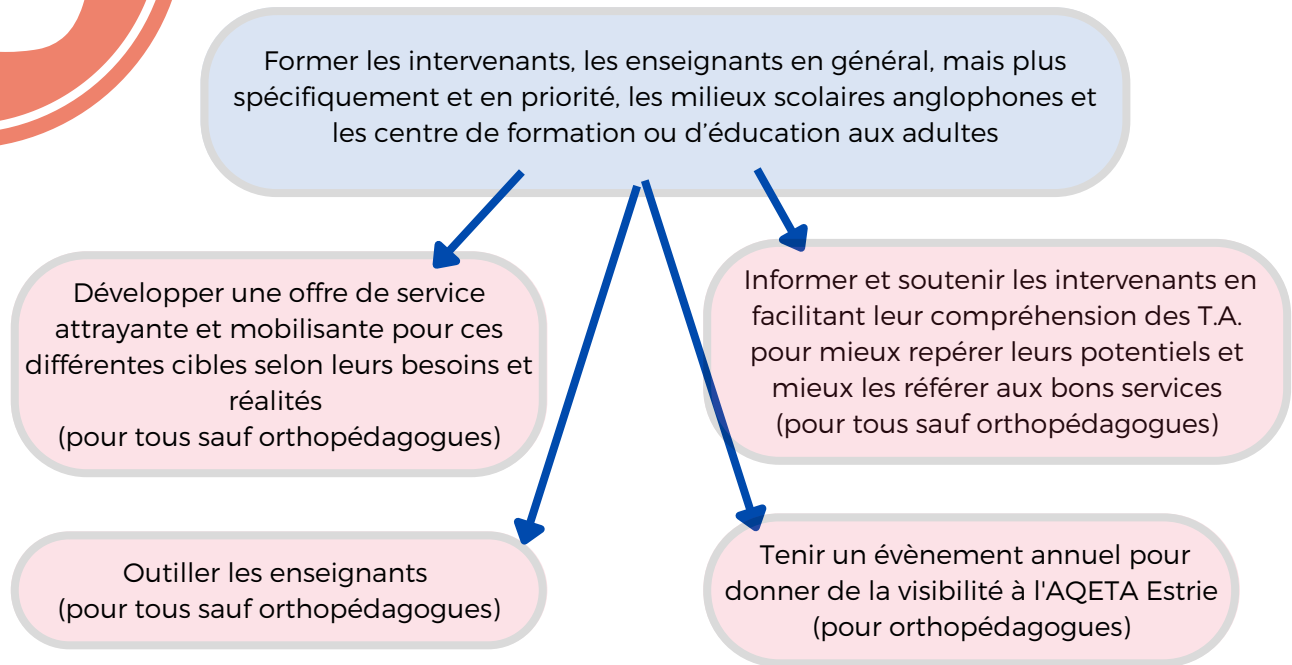 Former les intervenants, les enseignants en général, mais plus
spécifiquement et en priorité, les milieux scolaires anglophones et
les centre de formation ou d'éducation aux adultes
Développer une offre de service
attrayante et mobilisante pour ces
différentes cibles selon leurs besoins et
réalités
(pour tous sauf orthopédagogues)
Informer et soutenir les intervenants en
facilitant leur compréhension des T.A.
pour mieux repérer leurs potentiels et
mieux les référer aux bons services
(pour tous sauf orthopédagogues)
Outiller les enseignants
(pour tous sauf orthopédagogues)
Tenir un évènement annuel pour
donner de la visibilité à l'AQETA Estrie
(pour orthopédagogues)